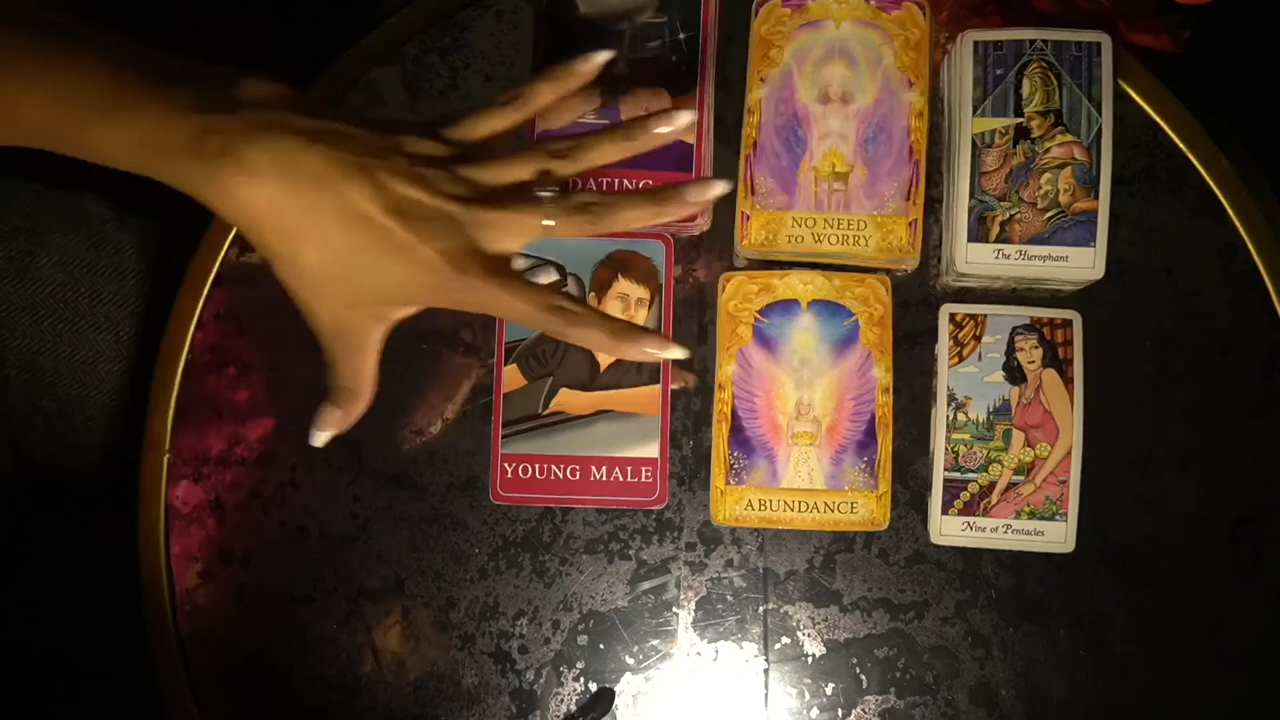 DATING
NO NEED
TO WORRY
The Hierophant
YOUNG MALE
ABUNDANCE
Nine of Pentacles